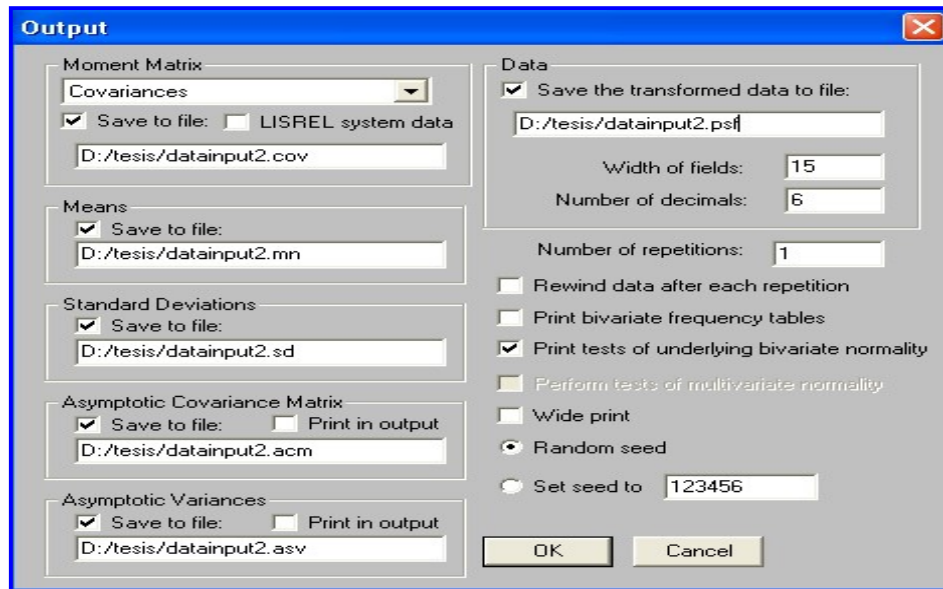 Output
Moment Matrix
Covariances
Save to file: LISREL system data
D:/tesis/datainput2.cov
Means
Save to file:
D:/tesis/datainput2.mn
Standard Deviations
Save to file:
D:/tesis/datainput2.sd
Asymptotic Covariance Matrix
Save to file: Print in output
D:/tesis/datainput2.acm
Asymptotic Variances
Save to file: Print in output
D:/tesis/datainput2.asv
Data
Save the transformed data to file:
D:/tesis/datainput2.psf
Width of fields: 15
Number of decimals: 6
Number of repetitions: 1
Rewind data after each repetition
Print bivariate frequency tables
Print tests of underlying bivariate normality
Perform tests of multivariate normality
Wide print
Random seed
Set seed to 123456
OK Cancel